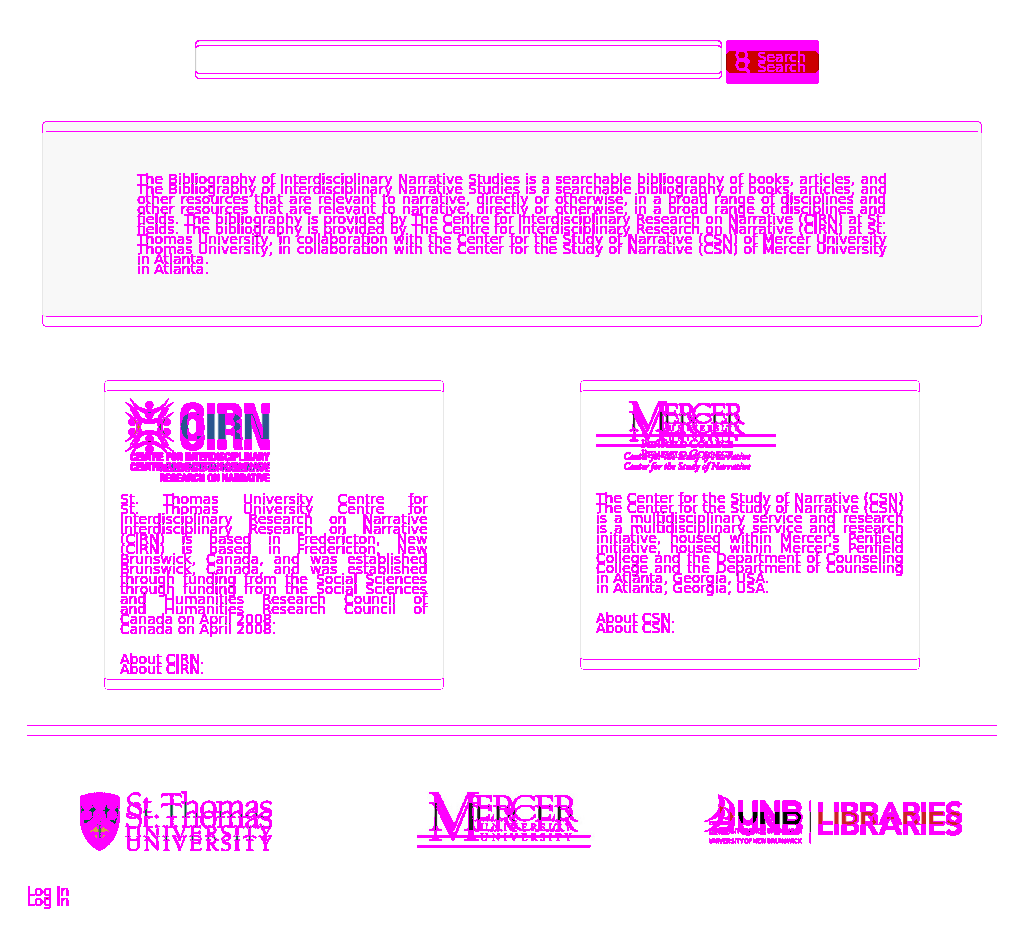 Search
The Bibliography of Interdisciplinary Narrative Studies is a searchable bibliography of books, articles, and
other resources that are relevant to narrative, directly or otherwise, in a broad range of disciplines and
fields. The bibliography is provided by The Centre for Interdisciplinary Research on Narrative (CIRN) at St.
Thomas University, in collaboration with the Center for the Study of Narrative (CSN) of Mercer University
in Atlanta.
CIRN
CENTRE FOR INTERDISCIPLINARY
RESEARCH ON NARRATIVE
St. Thomas University Centre for
Interdisciplinary Research on Narrative
(CIRN) is based in Fredericton, New
Brunswick, Canada, and was established
through funding from the Social Sciences
and Humanities Research Council of
Canada on April 2008.
About CIRN.
MERCER
UNIVERSITY
Center for the Study of Narrative
The Center for the Study of Narrative (CSN)
is a multidisciplinary service and research
initiative, housed within Mercer's Penfield
College and the Department of Counseling
in Atlanta, Georgia, USA.
About CSN.
St. Thomas
UNIVERSITY
MERCER
UNIVERSITY
UNB LIBRARIES
UNIVERSITY OF NEW BRUNSWICK
Log In